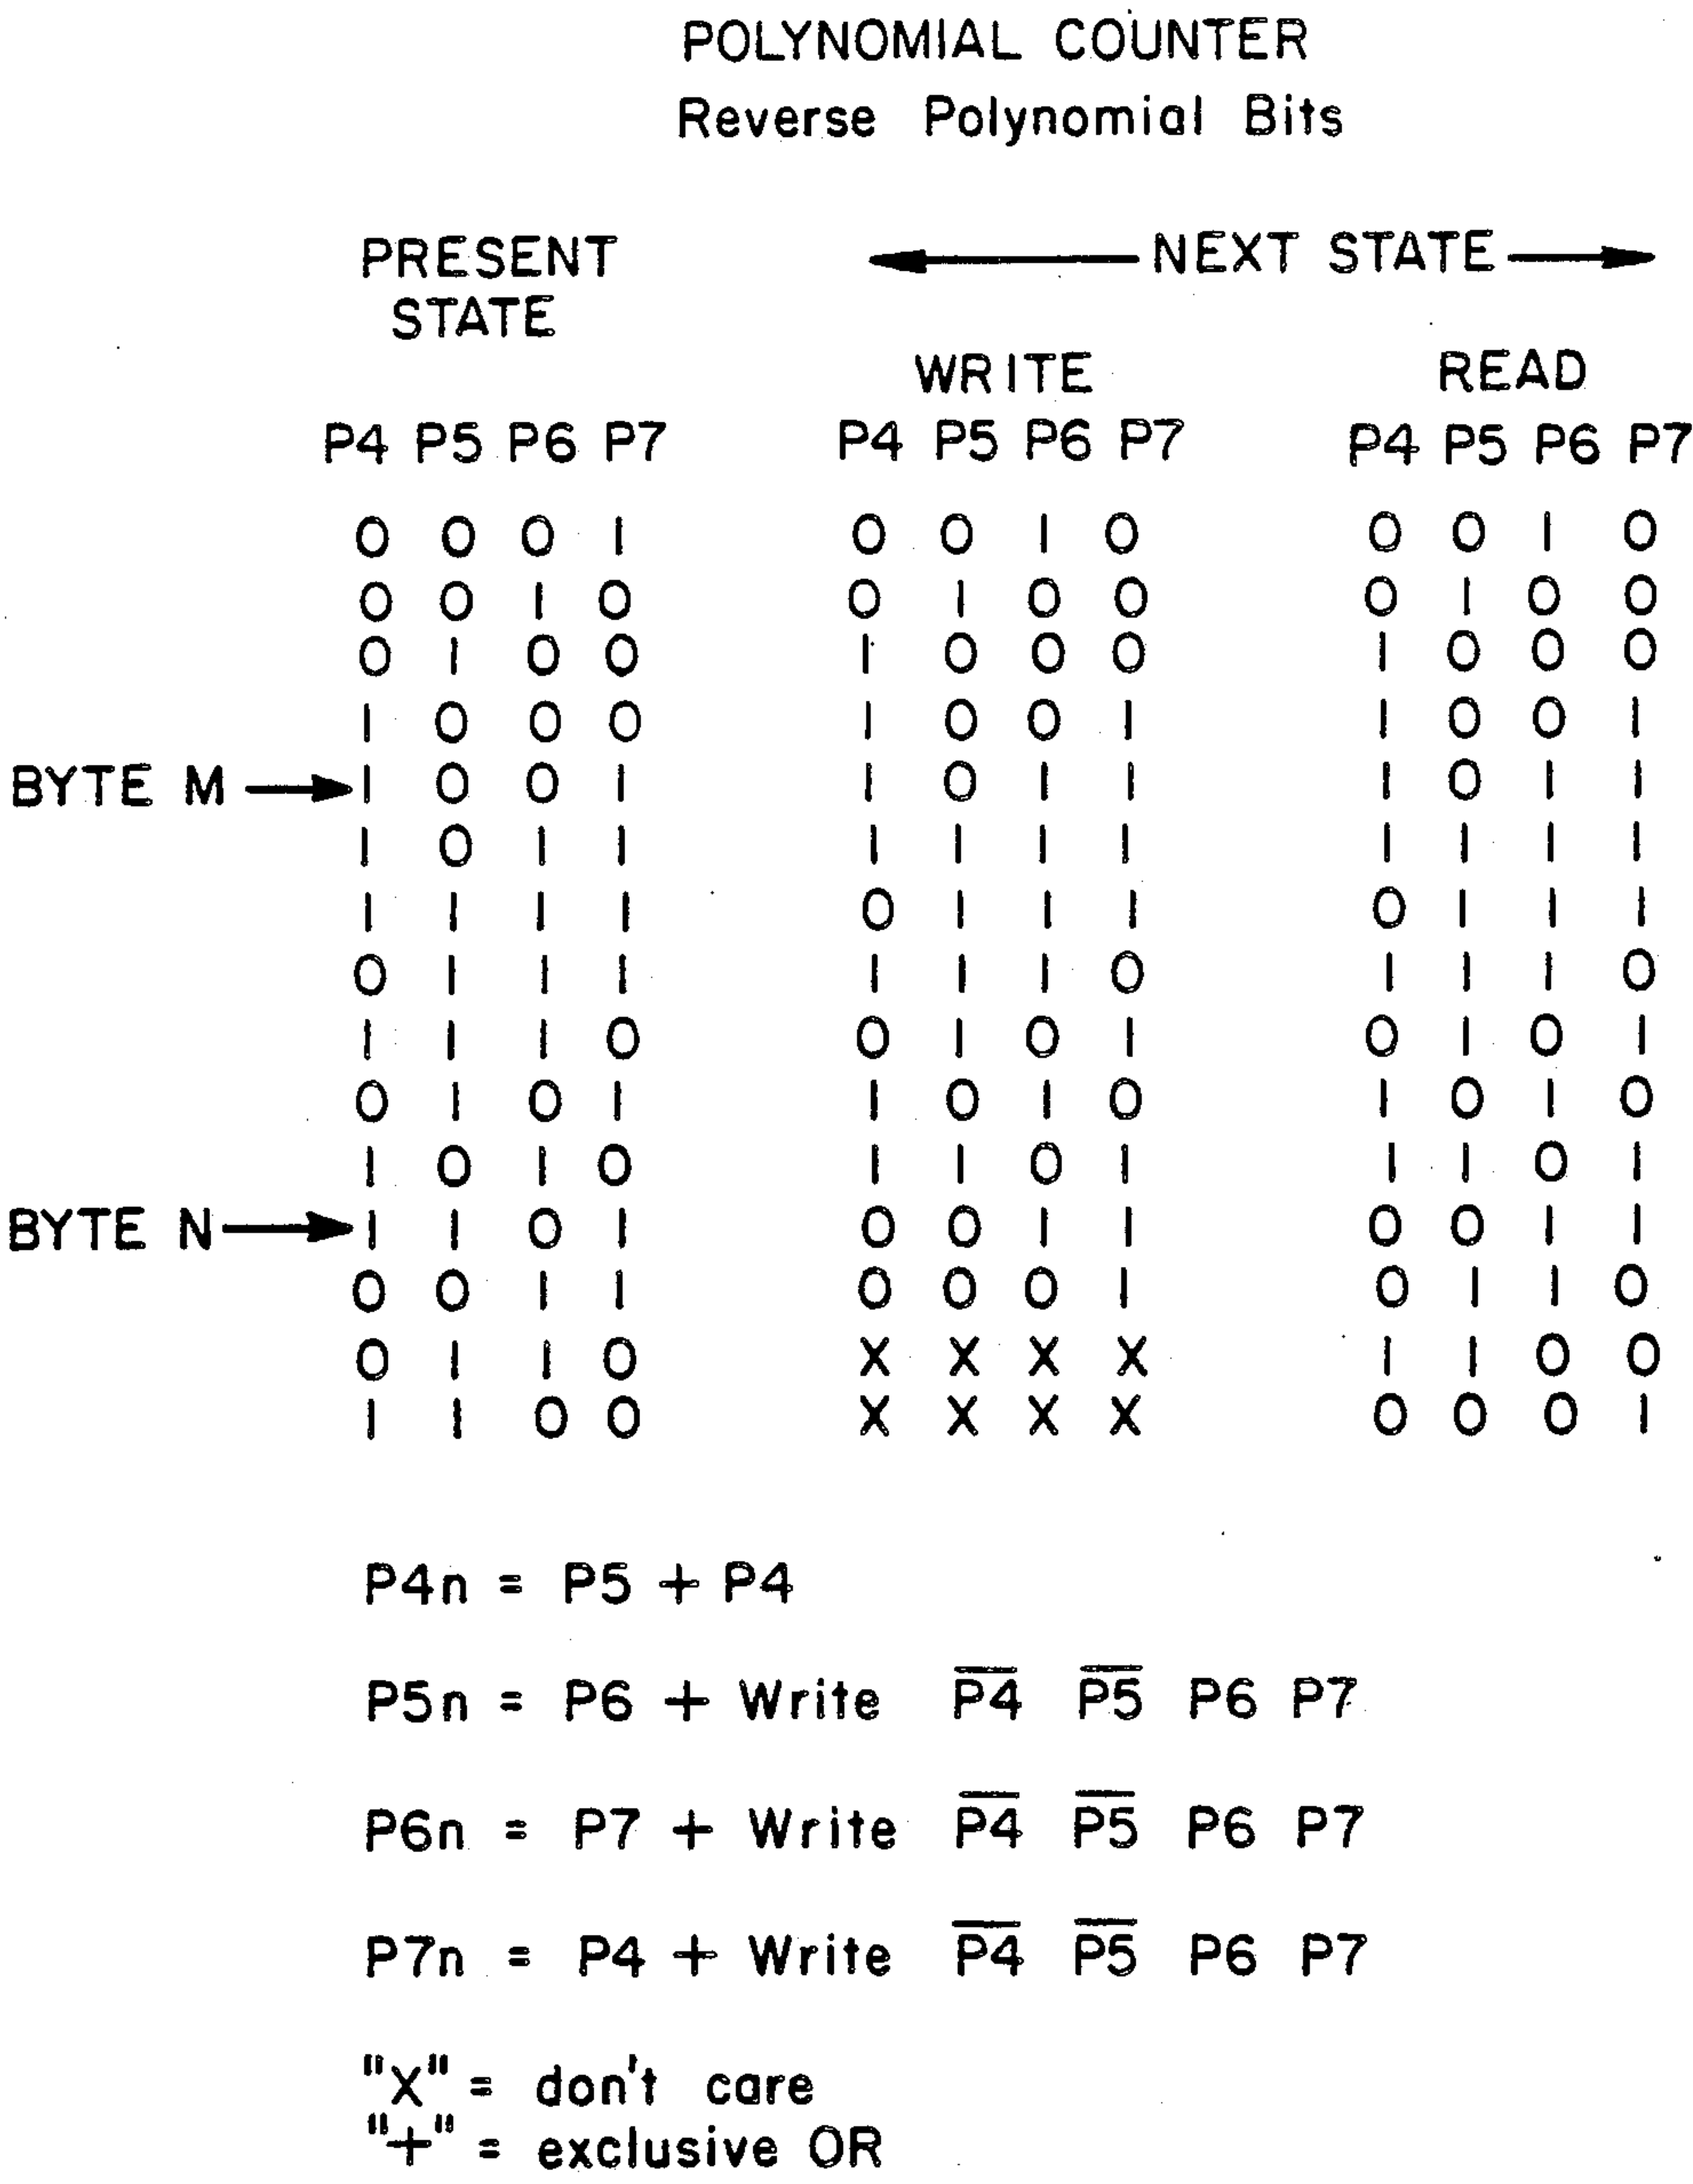 POLYNOMIAL COUNTER
Reverse Polynomial Bits
PRESENT STATE
← NEXT STATE →
WRITE READ
P4 P5 P6 P7 P4 P5 P6 P7 P4 P5 P6 P7
0 0 0 1 0 0 1 0 0 0 1 0
0 0 1 0 0 1 0 0 0 1 0 0
0 1 0 0 1 0 0 0 1 0 0 0
1 0 0 0 1 0 0 1 1 0 0 1
BYTE M → 1 0 0 1 1 0 1 1 1 0 1 1
1 0 1 1 1 1 1 1 1 1 1 1
1 1 1 1 0 1 1 1 0 1 1 1
0 1 1 1 1 1 1 0 1 1 1 0
1 1 1 0 0 1 0 1 0 1 0 1
0 1 0 1 1 0 1 0 1 0 1 0
1 0 1 0 1 1 0 1 1 1 0 1
BYTE N → 1 1 0 1 0 0 1 1 0 0 1 1
0 0 1 1 0 0 0 1 0 1 1 0
0 1 1 0 X X X X 1 1 0 0
1 1 0 0 X X X X 0 0 0 1
P4n = P5 + P4
P5n = P6 + Write P̅4̅ P̅5̅ P6 P7
P6n = P7 + Write P̅4̅ P̅5̅ P6 P7
P7n = P4 + Write P̅4̅ P̅5̅ P6 P7
"X" = don't care
"+" = exclusive OR